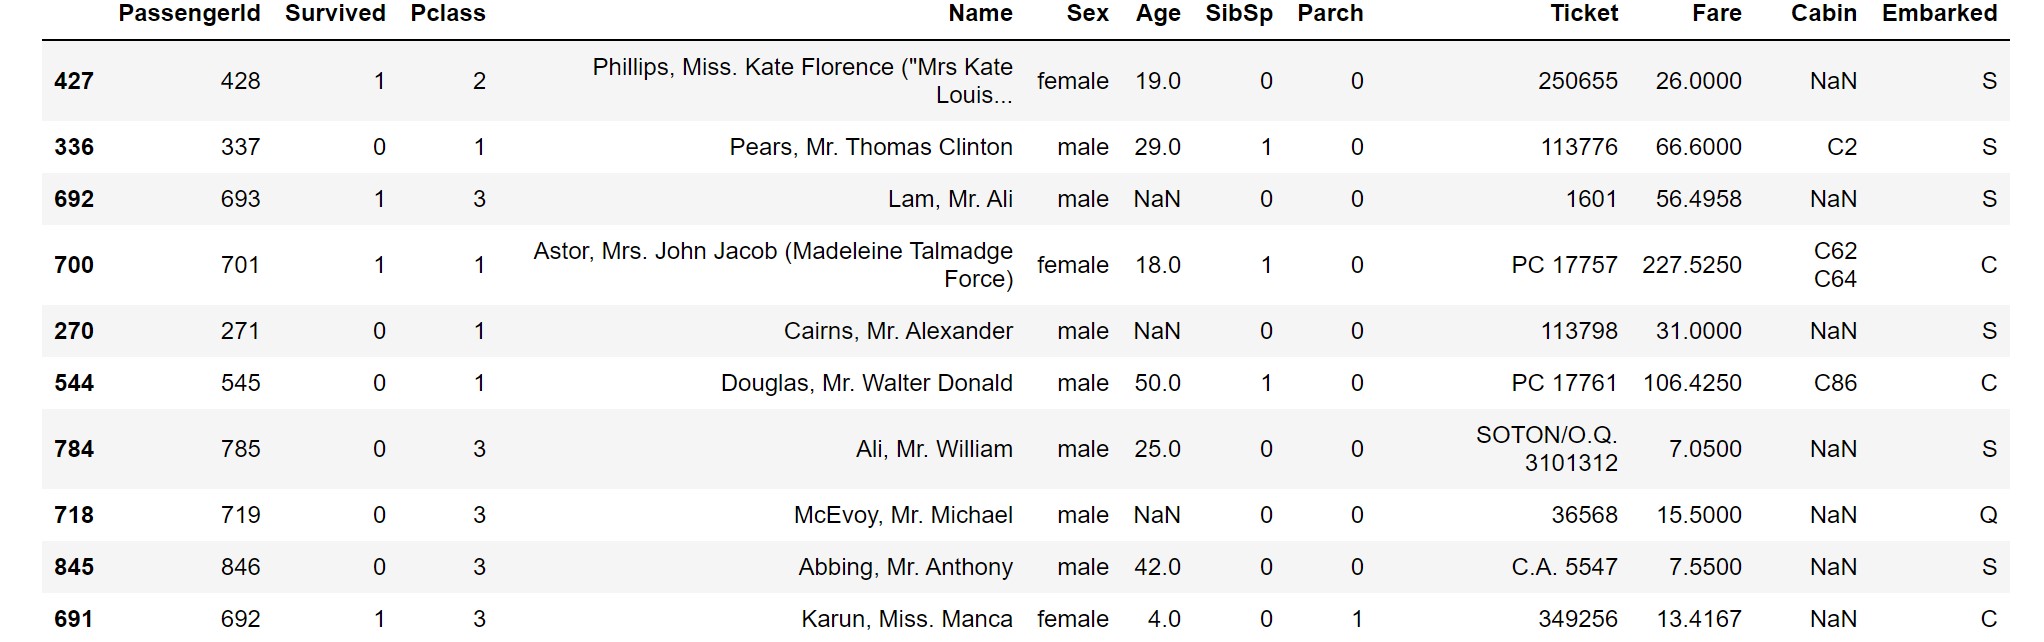 PassengerId Survived Pclass Name Sex Age SibSp Parch Ticket Fare Cabin Embarked
427 428 1 2 Phillips, Miss. Kate Florence ("Mrs Kate Louis... female 19.0 0 0 250655 26.0000 NaN S
336 337 0 1 Pears, Mr. Thomas Clinton male 29.0 1 0 113776 66.6000 C2 S
692 693 1 3 Lam, Mr. Ali male NaN 0 0 1601 56.4958 NaN S
700 701 1 1 Astor, Mrs. John Jacob (Madeleine Talmadge Force) female 18.0 1 0 PC 17757 227.5250 C62 C64 C
270 271 0 1 Cairns, Mr. Alexander male NaN 0 0 113798 31.0000 NaN S
544 545 0 1 Douglas, Mr. Walter Donald male 50.0 1 0 PC 17761 106.4250 C86 C
784 785 0 3 Ali, Mr. William male 25.0 0 0 SOTON/O.Q. 3101312 7.0500 NaN S
718 719 0 3 McEvoy, Mr. Michael male NaN 0 0 36568 15.5000 NaN Q
845 846 0 3 Abbing, Mr. Anthony male 42.0 0 0 C.A. 5547 7.5500 NaN S
691 692 1 3 Karun, Miss. Manca female 4.0 0 1 349256 13.4167 NaN C